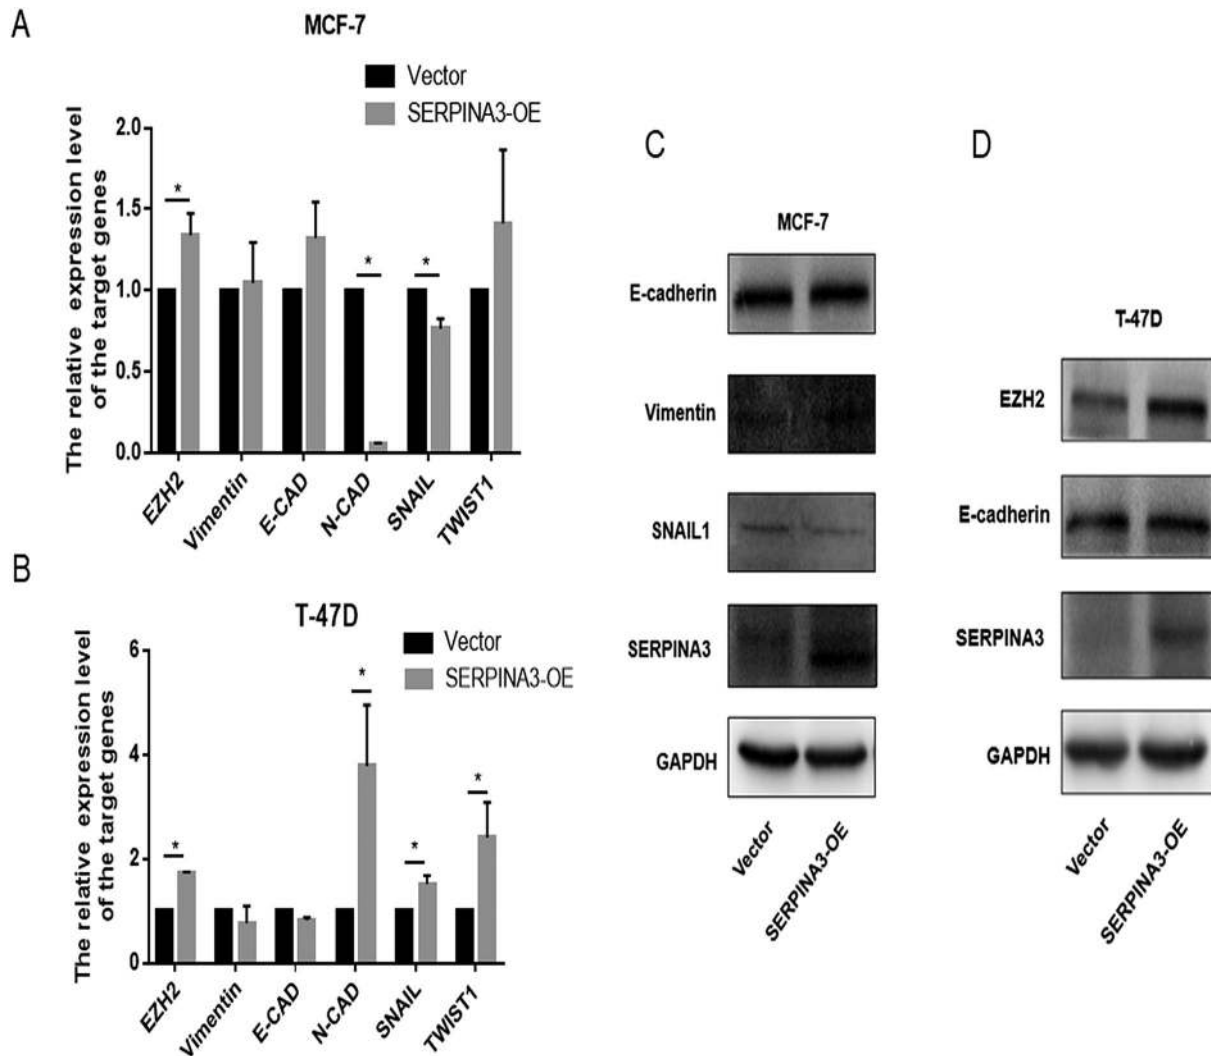 A
MCF-7
Vector
SERPINA3-OE
The relative expression level
of the target genes
2.0
1.5
1.0
0.5
0.0
*
*
*
EZH2
Vimentin
E-CAD
N-CAD
SNAIL
TWIST1
B
T-47D
Vector
SERPINA3-OE
The relative expression level
of the target genes
6
4
2
0
*
*
*
*
EZH2
Vimentin
E-CAD
N-CAD
SNAIL
TWIST1
C
MCF-7
E-cadherin
Vimentin
SNAIL1
SERPINA3
GAPDH
Vector
SERPINA3-OE
D
T-47D
EZH2
E-cadherin
SERPINA3
GAPDH
Vector
SERPINA3-OE